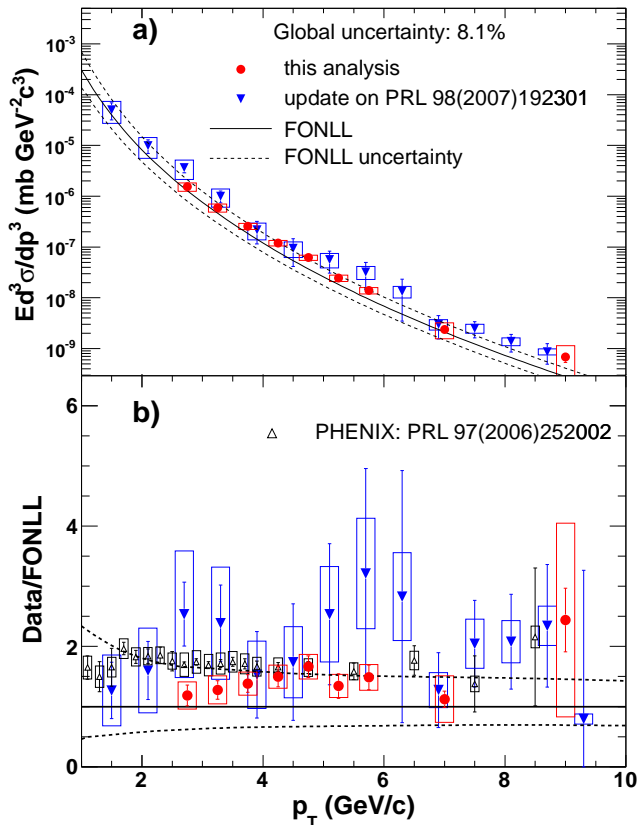 a)
Global uncertainty: 8.1%
this analysis
update on PRL 98(2007)192301
FONLL
FONLL uncertainty
Ed³σ/dp³ (mb GeV⁻²c³)
10⁻³
10⁻⁴
10⁻⁵
10⁻⁶
10⁻⁷
10⁻⁸
10⁻⁹
b)
PHENIX: PRL 97(2006)252002
Data/FONLL
6
4
2
0
2 4 6 8 10
p_T (GeV/c)